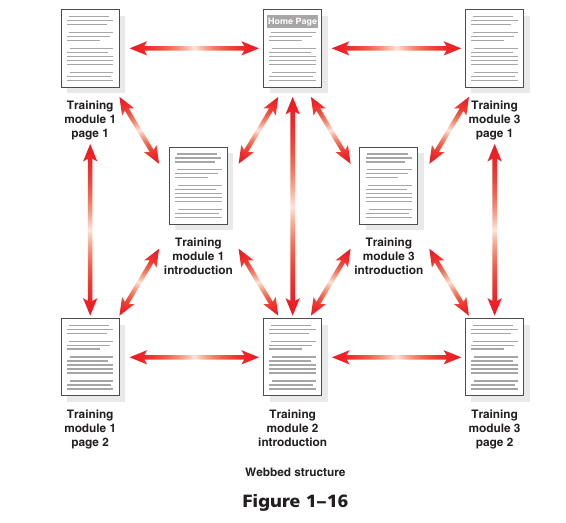 Home Page
Training
module 1
page 1
Training
module 3
page 1
Training
module 1
introduction
Training
module 3
introduction
Training
module 1
page 2
Training
module 2
introduction
Training
module 3
page 2
Webbed structure
Figure 1–16